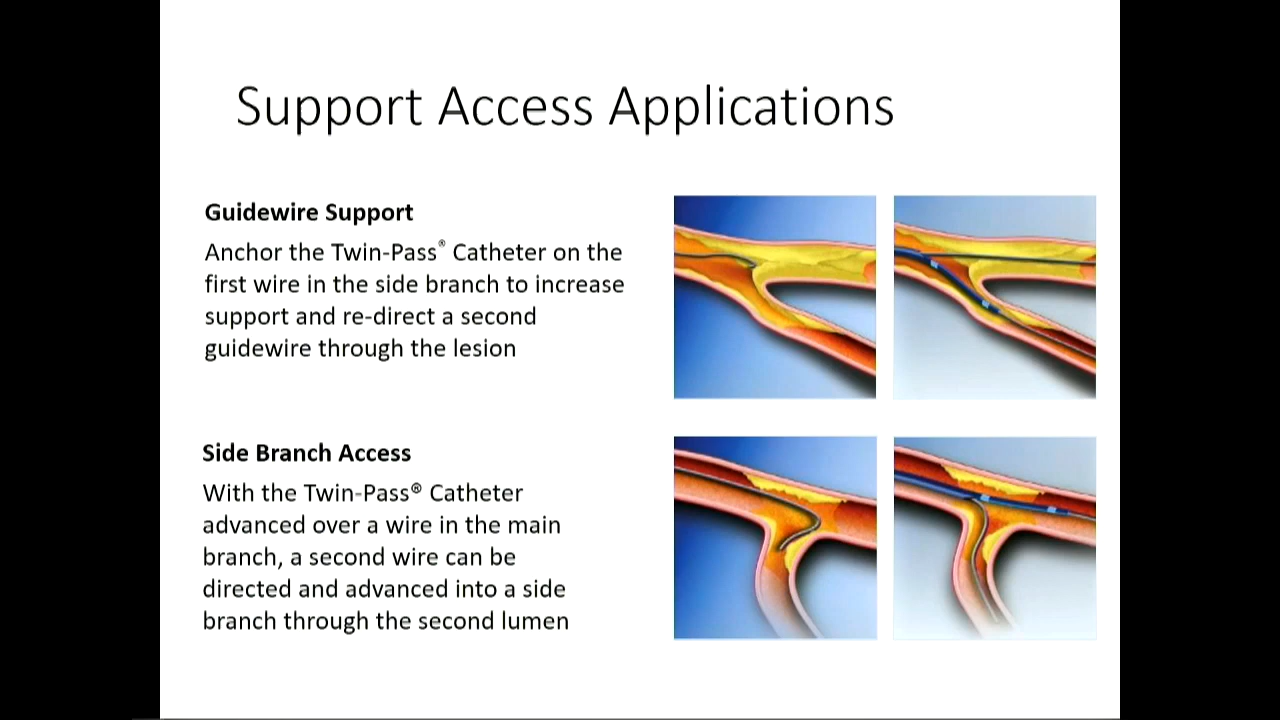 Support Access Applications
Guidewire Support
Anchor the Twin-Pass® Catheter on the
first wire in the side branch to increase
support and re-direct a second
guidewire through the lesion
Side Branch Access
With the Twin-Pass® Catheter
advanced over a wire in the main
branch, a second wire can be
directed and advanced into a side
branch through the second lumen